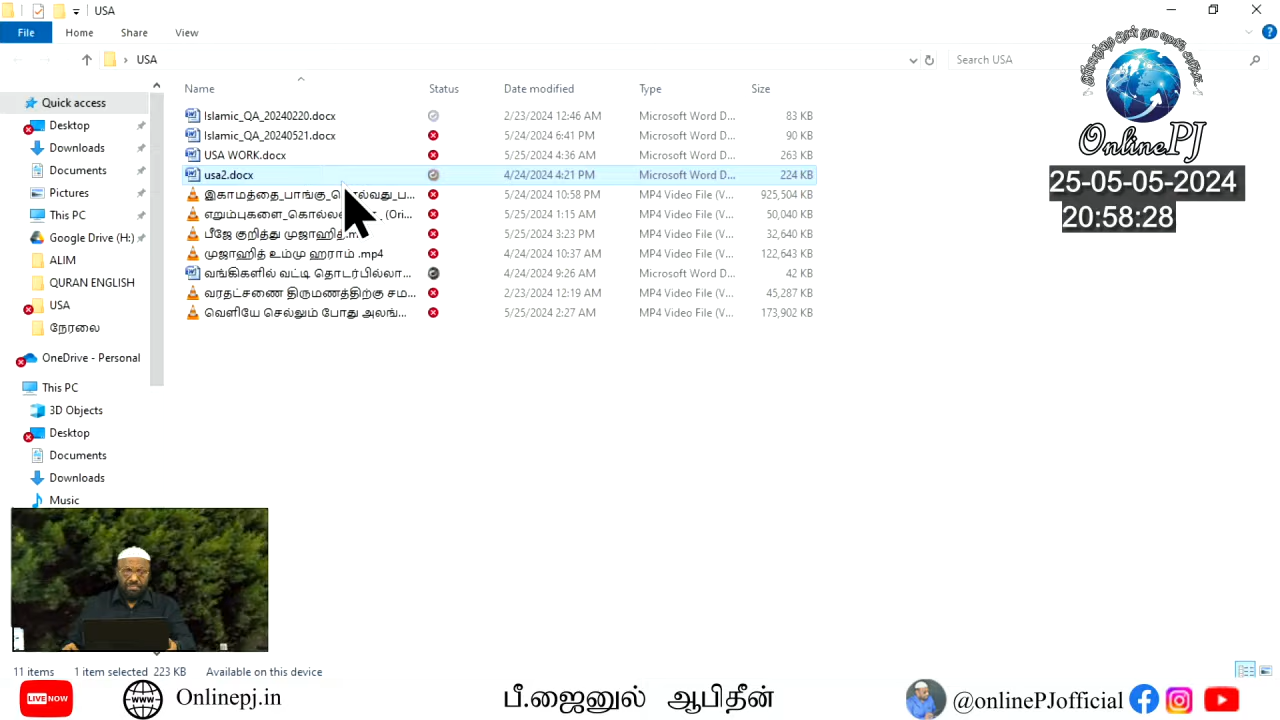 USA
File Home Share View
USA
Search USA
Name Status Date modified Type Size
Quick access
Desktop
Downloads
Documents
Pictures
This PC
Google Drive (H:)
ALIM
QURAN ENGLISH
USA
நேரலை
OneDrive - Personal
This PC
3D Objects
Desktop
Documents
Downloads
Music
Islamic_QA_20240220.docx 2/23/2024 12:46 AM Microsoft Word D... 83 KB
Islamic_QA_20240521.docx 5/24/2024 6:41 PM Microsoft Word D... 90 KB
USA WORK.docx 5/25/2024 4:36 AM Microsoft Word D... 263 KB
usa2.docx 4/24/2024 4:21 PM Microsoft Word D... 224 KB
இகாமத்தை_பாங்கு_ 5/24/2024 10:58 PM MP4 Video File (V... 925,504 KB
எறும்புகளை_கொல்ல (Ori... 5/25/2024 1:15 AM MP4 Video File (V... 50,040 KB
பீஜே குறித்து முஜாஹித் 5/25/2024 3:23 PM MP4 Video File (V... 32,640 KB
முஜாஹித் உம்மு ஹராம் .mp4 4/24/2024 10:37 AM MP4 Video File (V... 122,643 KB
வங்கிகளில் வட்டி தொடர்பில்லா... 4/24/2024 9:26 AM Microsoft Word D... 42 KB
வரதட்சணை திருமணத்திற்கு சம... 2/23/2024 12:19 AM MP4 Video File (V... 45,287 KB
வெளியே செல்லும் போது அலங்... 5/25/2024 2:27 AM MP4 Video File (V... 173,902 KB
OnlinePJ
25-05-05-2024
20:58:28
11 items 1 item selected 223 KB Available on this device
LIVE NOW WWW Onlinepj.in பீ.ஜைனுல் ஆபிதீன் @onlinePJofficial